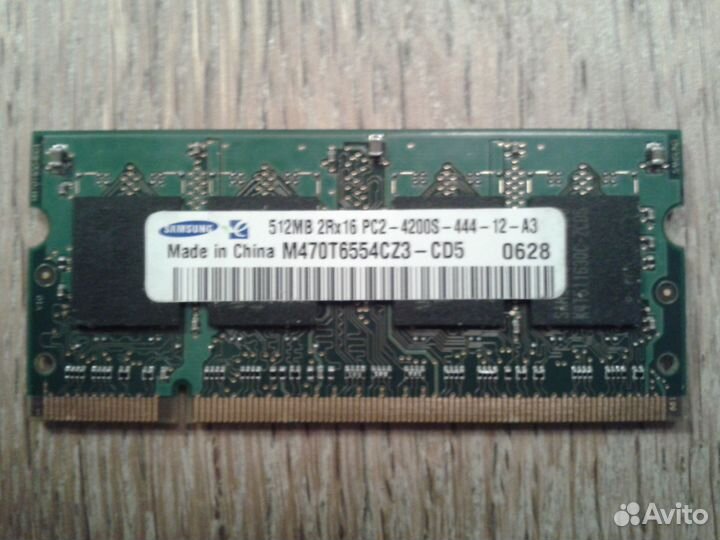 SAMSUNG 512MB 2Rx16 PC2-4200S-444-12-A3
Made in China M470T6554CZ3-CD5 0628
Avito